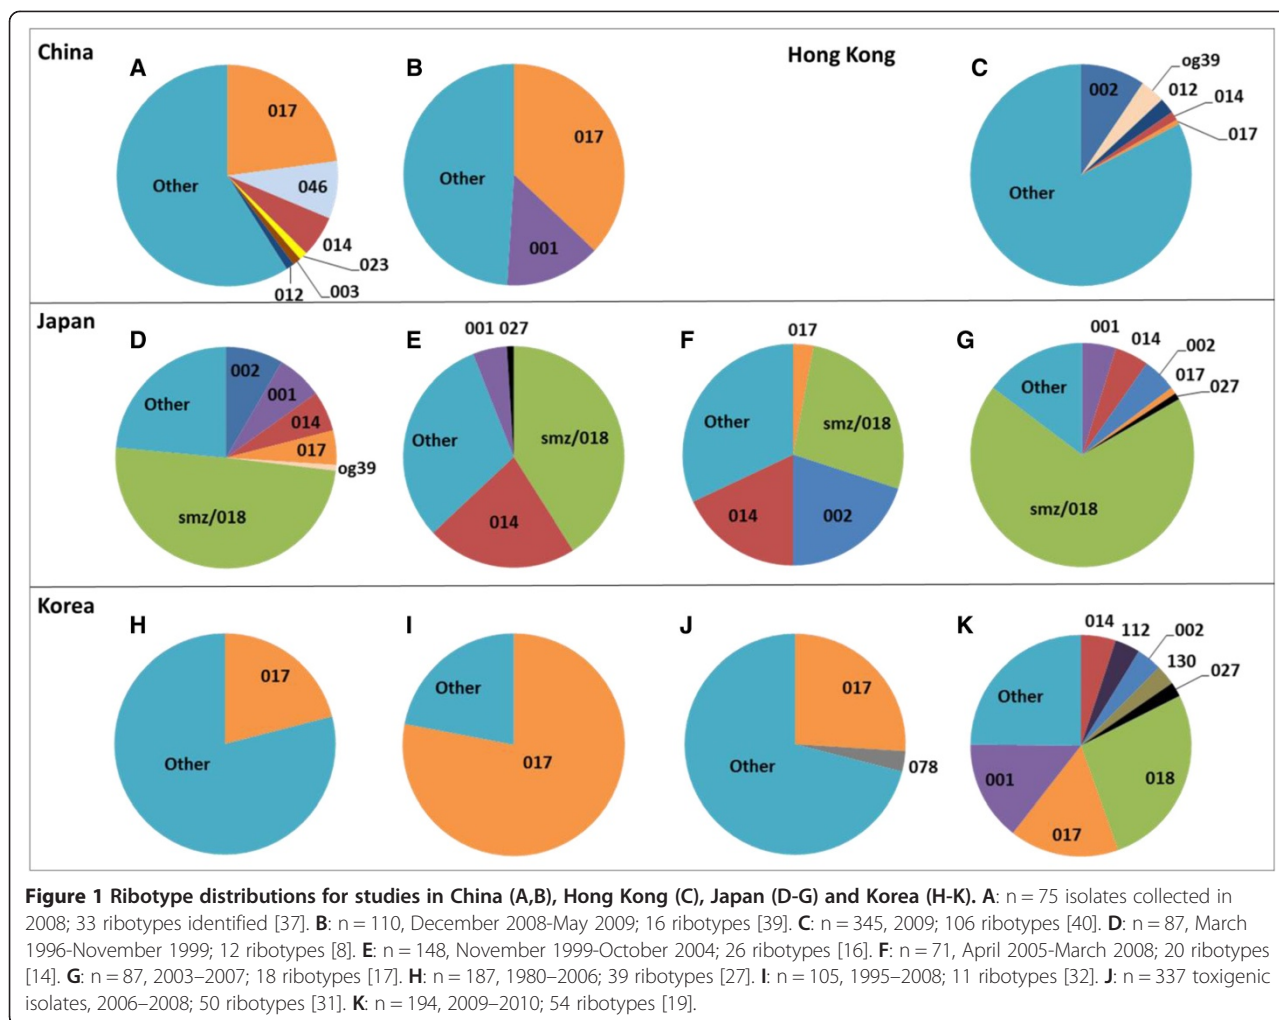 China
A
017
046
014
023
003
012
Other
B
017
001
Other
Hong Kong
C
002
og39
012
014
017
Other
Japan
D
002
001
014
017
og39
smz/018
Other
E
001 027
smz/018
014
Other
F
017
smz/018
002
014
Other
G
001
014
002
017
027
smz/018
Other
Korea
H
017
Other
I
Other
017
J
017
078
Other
K
014
112
002
130
027
018
017
001
Other
Figure 1 Ribotype distributions for studies in China (A,B), Hong Kong (C), Japan (D-G) and Korea (H-K). A: n = 75 isolates collected in
2008; 33 ribotypes identified [37]. B: n = 110, December 2008-May 2009; 16 ribotypes [39]. C: n = 345, 2009; 106 ribotypes [40]. D: n = 87, March
1996-November 1999; 12 ribotypes [8]. E: n = 148, November 1999-October 2004; 26 ribotypes [16]. F: n = 71, April 2005-March 2008; 20 ribotypes
[14]. G: n = 87, 2003–2007; 18 ribotypes [17]. H: n = 187, 1980–2006; 39 ribotypes [27]. I: n = 105, 1995–2008; 11 ribotypes [32]. J: n = 337 toxigenic
isolates, 2006–2008; 50 ribotypes [31]. K: n = 194, 2009–2010; 54 ribotypes [19].